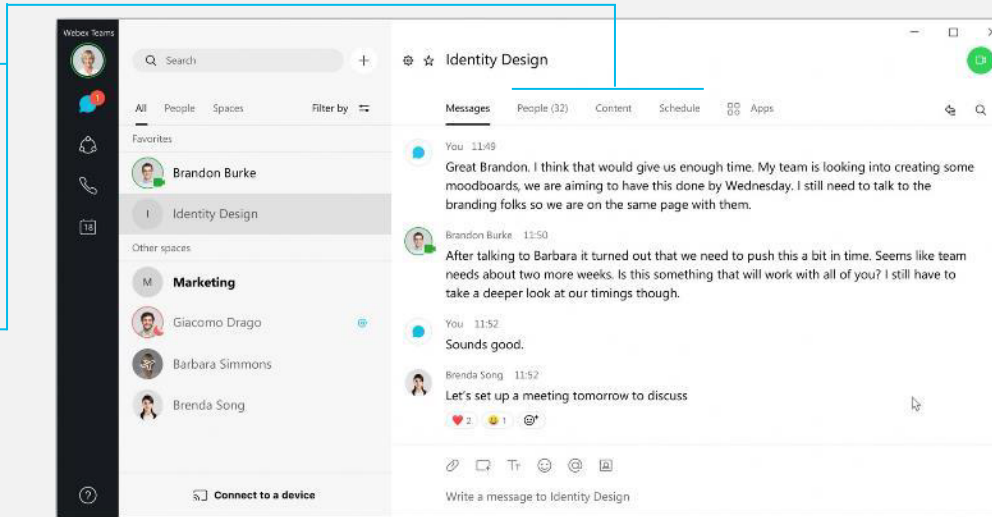 Webex Teams
Search
Identity Design
1
All People Spaces Filter by
Messages People (32) Content Schedule Apps
Favorites
Brandon Burke
I Identity Design
18
Other spaces
M Marketing
Giacomo Drago @
Barbara Simmons
Brenda Song
Connect to a device
You 11:49
Great Brandon. I think that would give us enough time. My team is looking into creating some
moodboards, we are aiming to have this done by Wednesday. I still need to talk to the
branding folks so we are on the same page with them.
Brandon Burke 11:50
After talking to Barbara it turned out that we need to push this a bit in time. Seems like team
needs about two more weeks. Is this something that will work with all of you? I still have to
take a deeper look at our timings though.
You 11:52
Sounds good.
Brenda Song 11:52
Let's set up a meeting tomorrow to discuss
❤️ 2 😀 1
Write a message to Identity Design